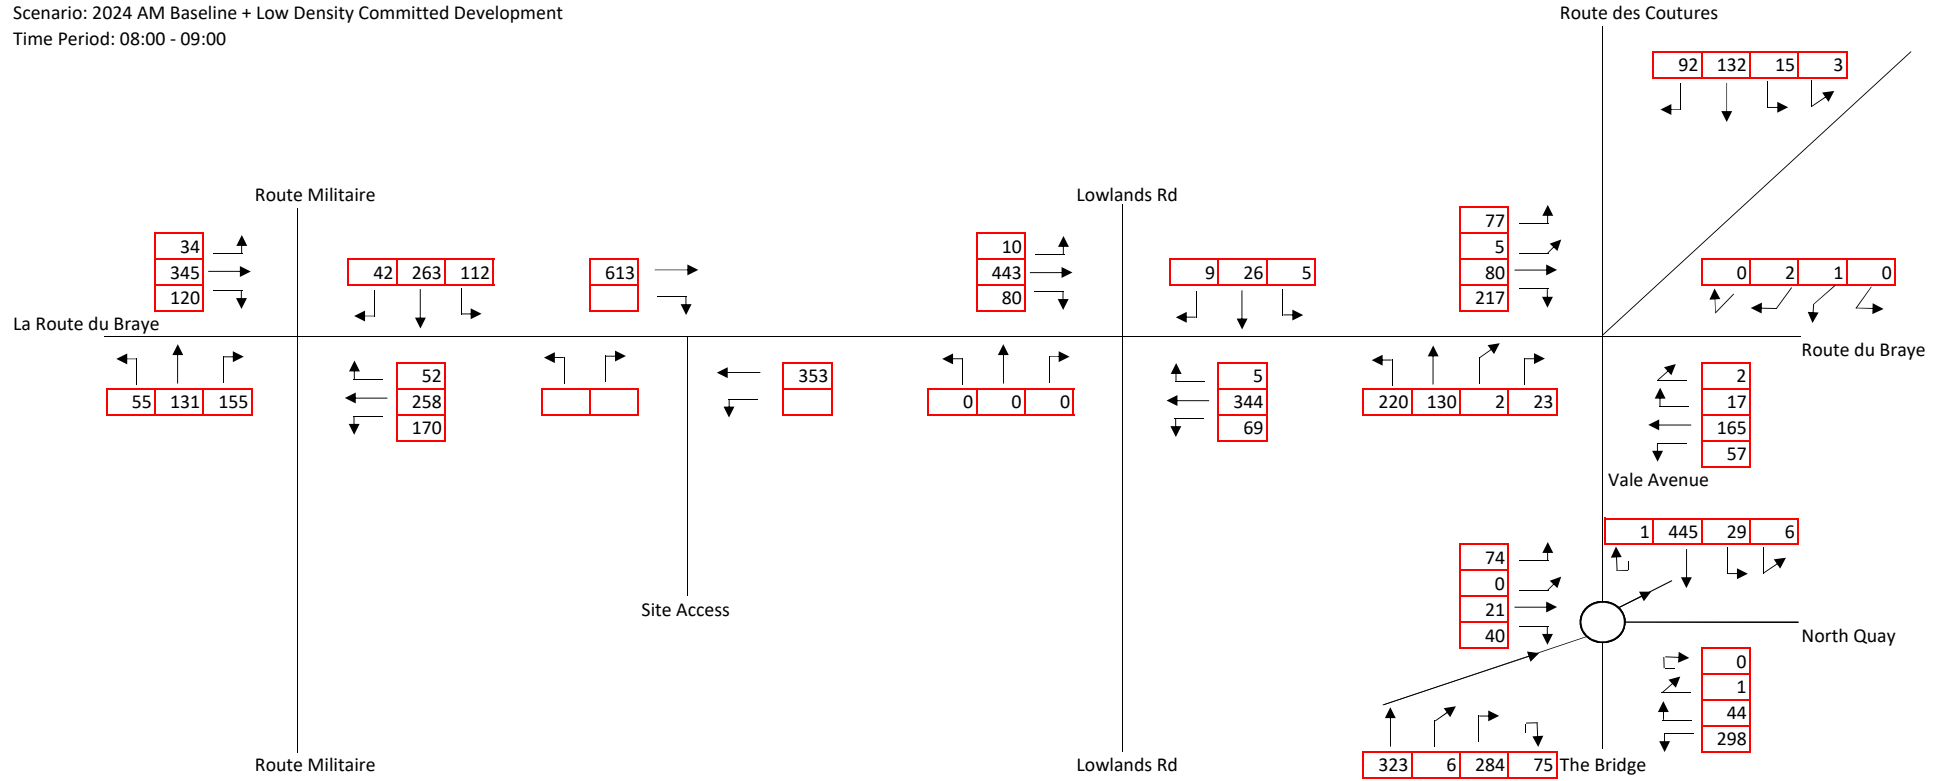 Scenario: 2024 AM Baseline + Low Density Committed Development
Time Period: 08:00 - 09:00
Route des Coutures
92 132 15 3
Route Militaire
Lowlands Rd
34
345
120
42 263 112
613
10
443
80
9 26 5
77
5
80
217
0 2 1 0
La Route du Braye
Route du Braye
55 131 155
52
258
170
353
0 0 0
5
344
69
220 130 2 23
2
17
165
57
Vale Avenue
1 445 29 6
74
0
21
40
Site Access
North Quay
0
1
44
298
323 6 284 75
Route Militaire
Lowlands Rd
The Bridge